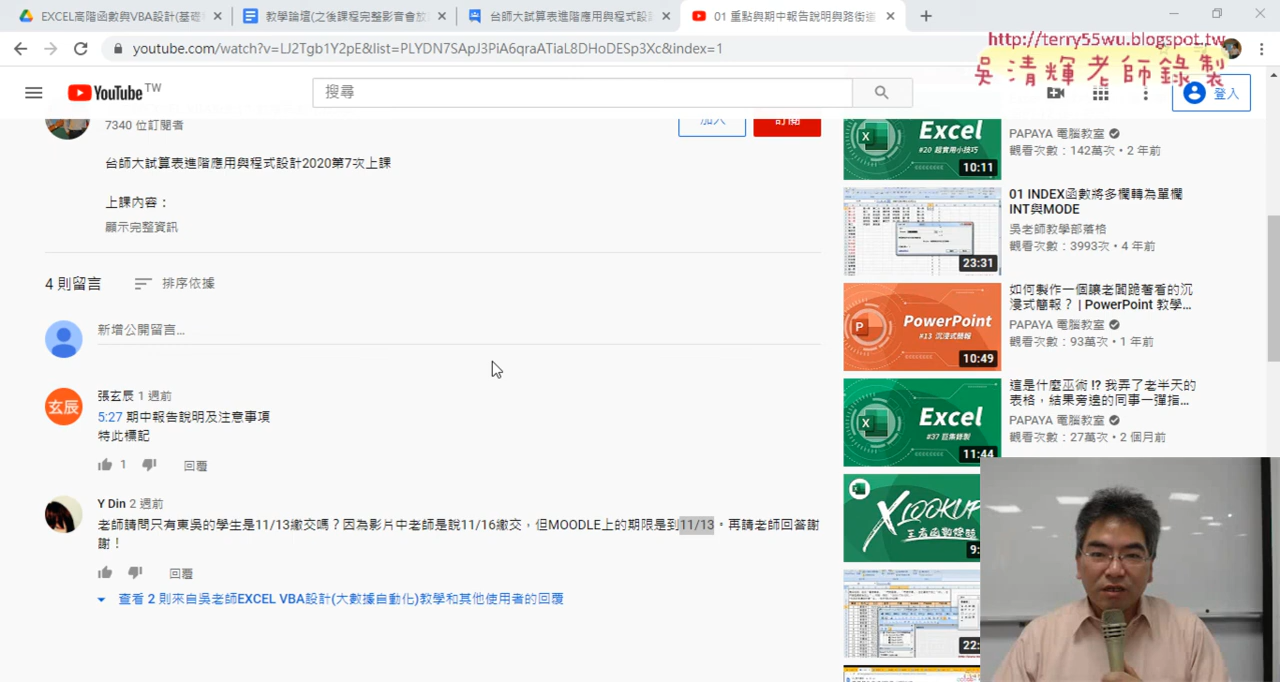 EXCEL高階函數與VBA設計(基礎
教學論壇(之後課程完整影音會放
台師大試算表進階應用與程式設
01 重點與期中報告說明與路街道
youtube.com/watch?v=LJ2Tgb1Y2pE&list=PLYDN7SApJ3PiA6qraATiaL8DHoDESp3Xc&index=1
http://terry55wu.blogspot.tw
吳清輝老師錄製
YouTube TW
搜尋
登入
7340 位訂閱者
加入
訂閱
台師大試算表進階應用與程式設計2020第7次上課
上課內容：
顯示完整資訊
4 則留言
排序依據
新增公開留言...
玄辰
張玄辰 1 週前
5:27 期中報告說明及注意事項
特此標記
1
回覆
Y Din 2 週前
老師請問只有東吳的學生是11/13繳交嗎？因為影片中老師是說11/16繳交，但MOODLE上的期限是到11/13。再請老師回答謝
謝！
回覆
查看 2 則來自吳老師EXCEL VBA設計(大數據自動化)教學和其他使用者的回覆
Excel
#20 超實用小技巧
10:11
PAPAYA 電腦教室
觀看次數：142萬次 • 2 年前
23:31
01 INDEX函數將多欄轉為單欄
INT與MODE
吳老師教學部落格
觀看次數：3993次 • 4 年前
PowerPoint
#13 沉浸式簡報
10:49
如何製作一個讓老闆跪著看的沉
浸式簡報？ | PowerPoint 教學...
PAPAYA 電腦教室
觀看次數：93萬次 • 1 年前
Excel
#37 巨集錄製
11:44
這是什麼巫術 !? 我弄了老半天的
表格，結果旁邊的同事一彈指...
PAPAYA 電腦教室
觀看次數：27萬次 • 2 個月前
XLOOKUP
9:
22: